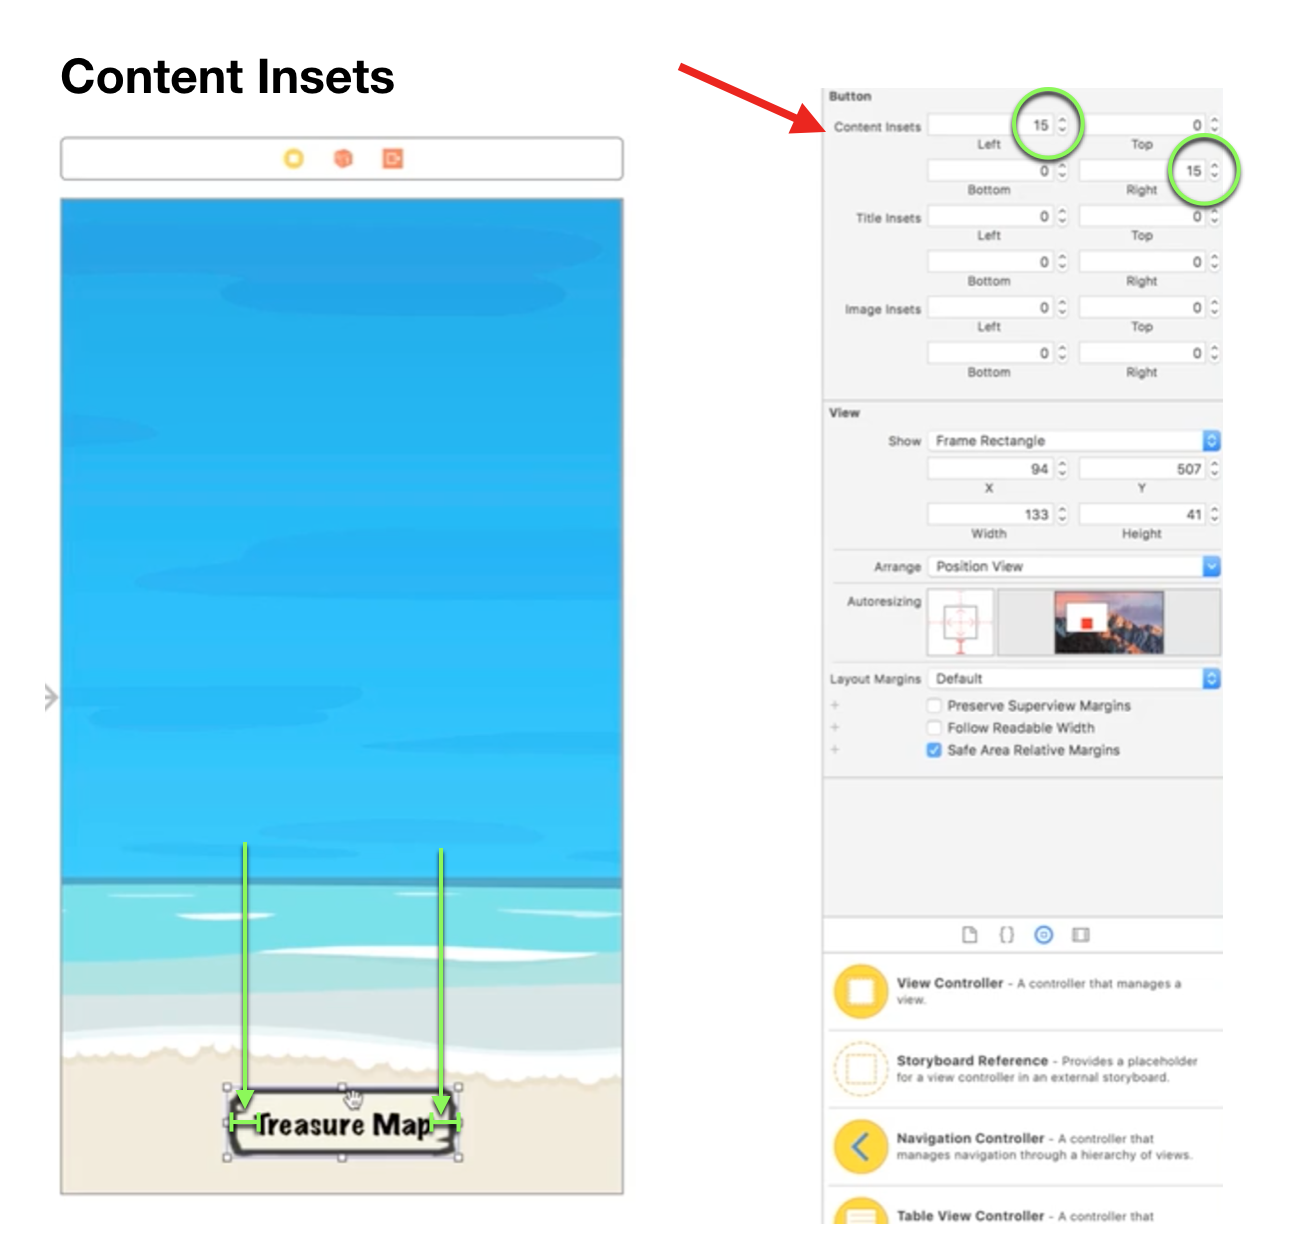 Content Insets
Button
Content Insets 15 0
Left Top
0 15
Bottom Right
Title Insets 0 0
Left Top
0 0
Bottom Right
Image Insets 0 0
Left Top
0 0
Bottom Right
View
Show Frame Rectangle
94 507
X Y
133 41
Width Height
Arrange Position View
Autoresizing
Layout Margins Default
+ Preserve Superview Margins
+ Follow Readable Width
+ Safe Area Relative Margins
{}
View Controller - A controller that manages a
view.
Storyboard Reference - Provides a placeholder
for a view controller in an external storyboard.
Navigation Controller - A controller that
manages navigation through a hierarchy of views.
Table View Controller - A controller that
Treasure Map